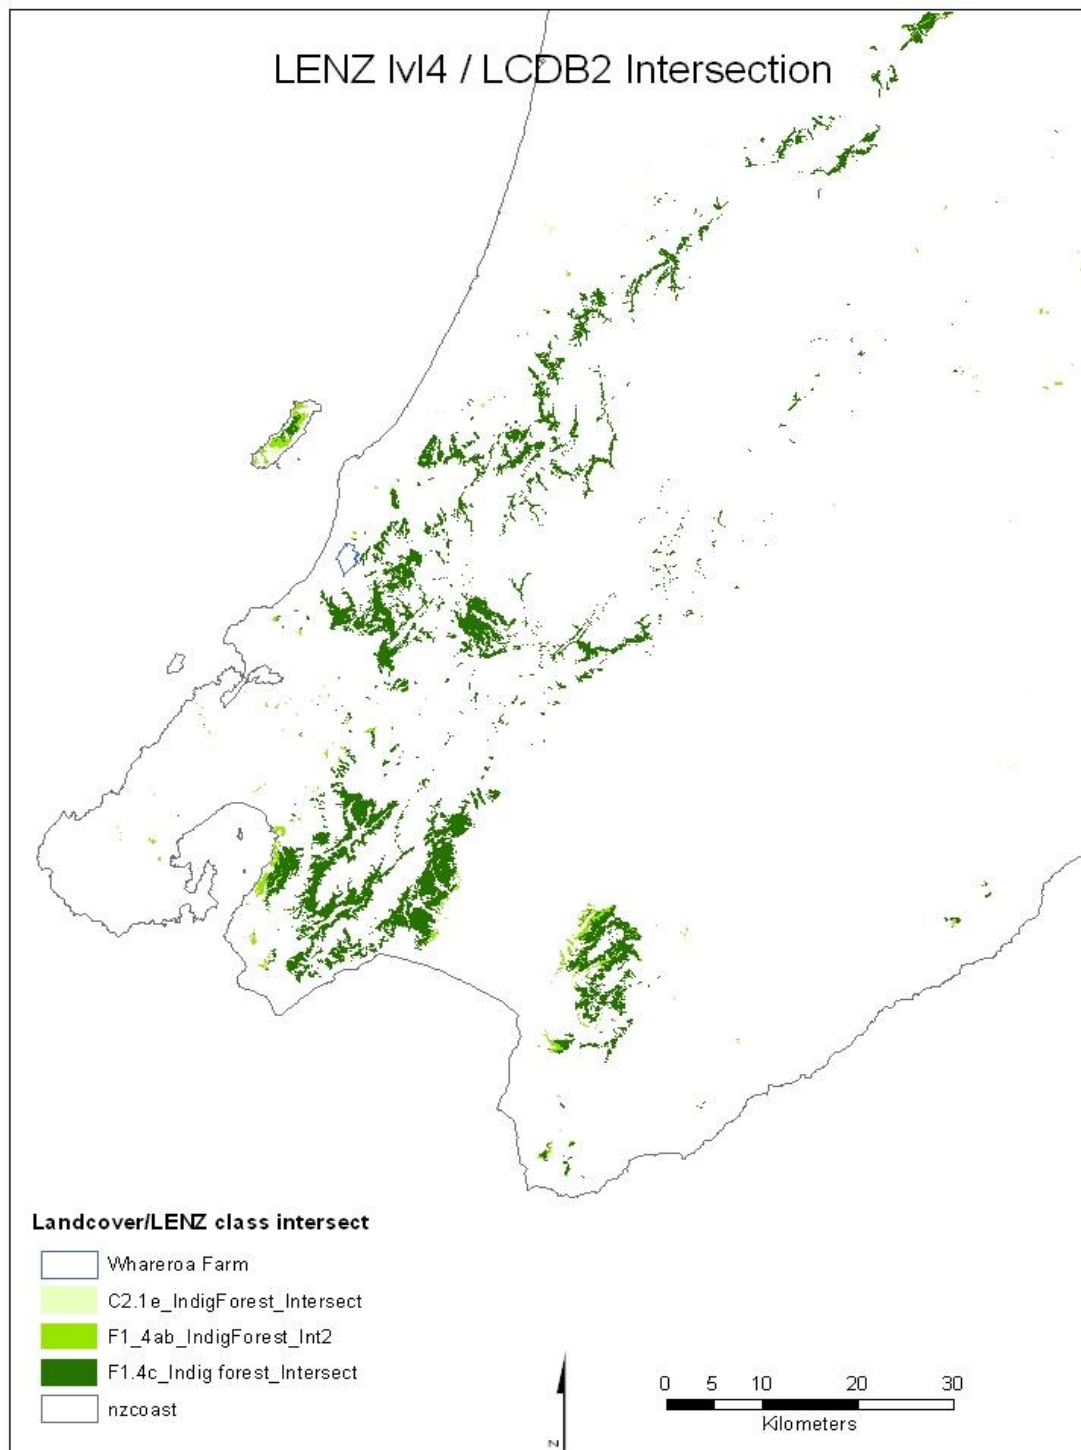 LENZ lvl4 / LCDB2 Intersection
Landcover/LENZ class intersect
Whareroa Farm
C2.1e_IndigForest_Intersect
F1_4ab_IndigForest_Int2
F1.4c_Indig forest_Intersect
nzcoast
0 5 10 20 30
Kilometers
z